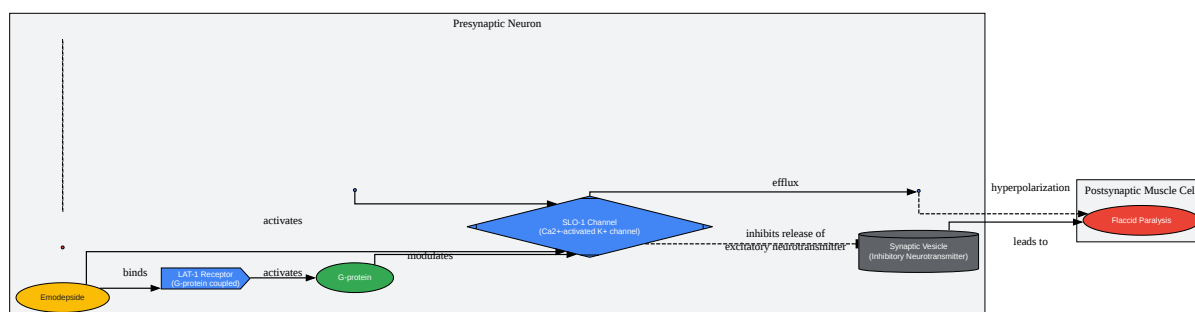 Presynaptic Neuron
efflux
hyperpolarization
Postsynaptic Muscle Cel
activates
SLO-1 Channel
(Ca2+-activated K+ channel)
Flaccid Paralysis
inhibits release of
excitatory neurotransmitter
Synaptic Vesicle
(Inhibitory Neurotransmitter)
leads to
modulates
binds
LAT-1 Receptor
(G-protein coupled)
activates
G-protein
Emodepside